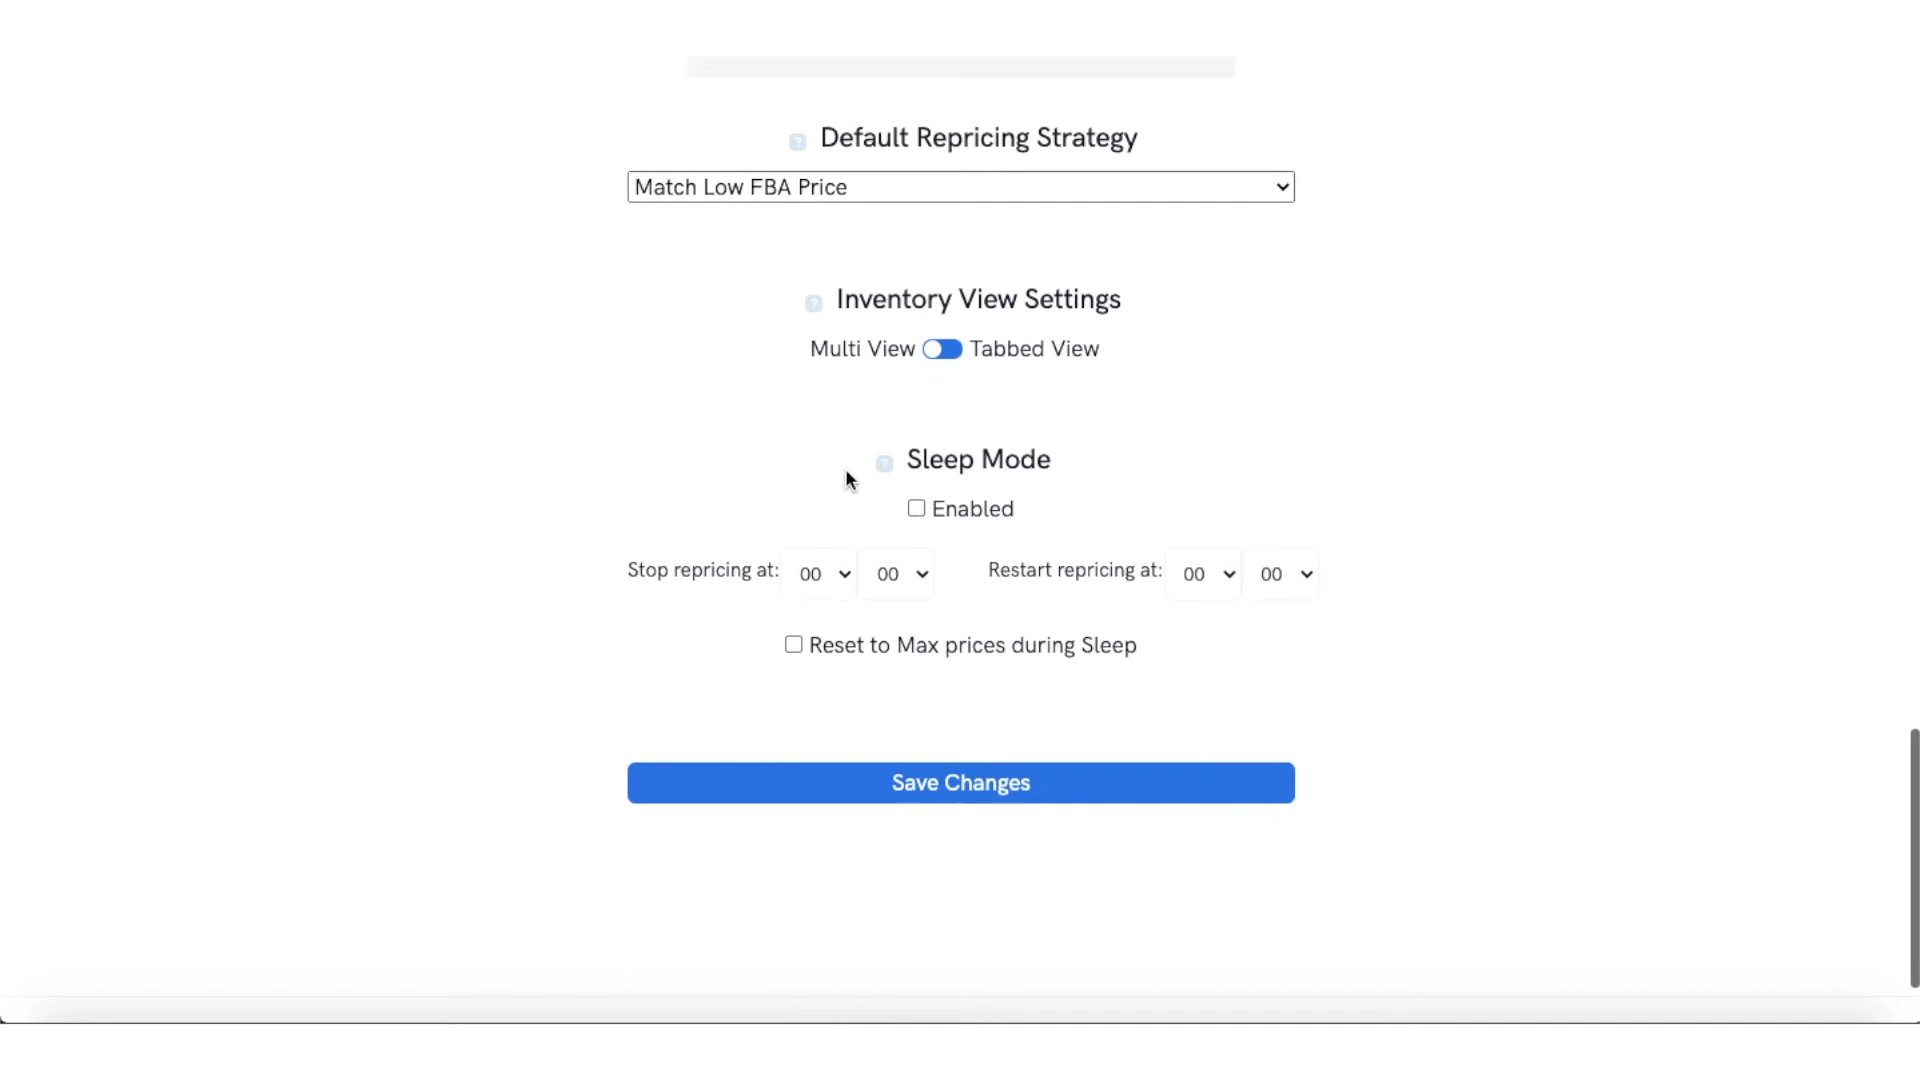 ? Default Repricing Strategy
Match Low FBA Price
? Inventory View Settings
Multi View Tabbed View
? Sleep Mode
Enabled
Stop repricing at: 00 00 Restart repricing at: 00 00
Reset to Max prices during Sleep
Save Changes